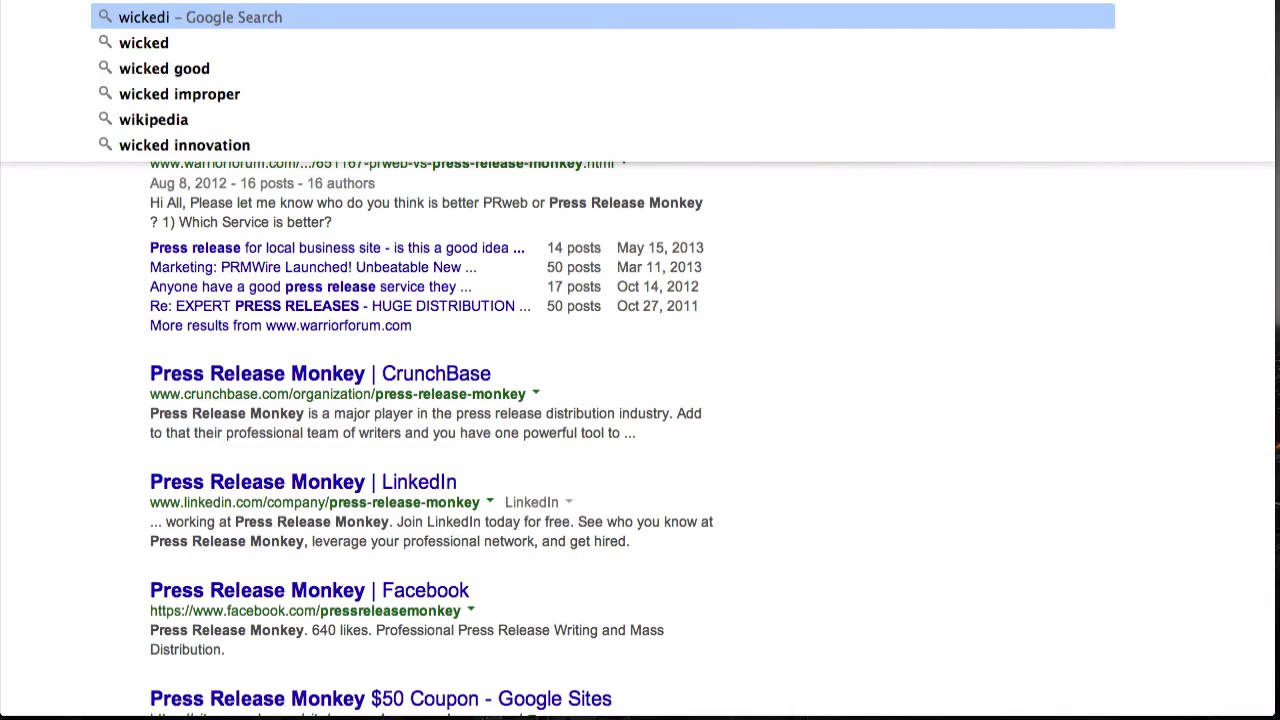 wickedi – Google Search
wicked
wicked good
wicked improper
wikipedia
wicked innovation
www.warriorforum.com/.../651167-prweb-vs-press-release-monkey.html
Aug 8, 2012 - 16 posts - 16 authors
Hi All, Please let me know who do you think is better PRweb or Press Release Monkey
? 1) Which Service is better?
Press release for local business site - is this a good idea ... 14 posts May 15, 2013
Marketing: PRMWire Launched! Unbeatable New ... 50 posts Mar 11, 2013
Anyone have a good press release service they ... 17 posts Oct 14, 2012
Re: EXPERT PRESS RELEASES - HUGE DISTRIBUTION ... 50 posts Oct 27, 2011
More results from www.warriorforum.com
Press Release Monkey | CrunchBase
www.crunchbase.com/organization/press-release-monkey
Press Release Monkey is a major player in the press release distribution industry. Add
to that their professional team of writers and you have one powerful tool to ...
Press Release Monkey | LinkedIn
www.linkedin.com/company/press-release-monkey LinkedIn
... working at Press Release Monkey. Join LinkedIn today for free. See who you know at
Press Release Monkey, leverage your professional network, and get hired.
Press Release Monkey | Facebook
https://www.facebook.com/pressreleasemonkey
Press Release Monkey. 640 likes. Professional Press Release Writing and Mass
Distribution.
Press Release Monkey $50 Coupon - Google Sites